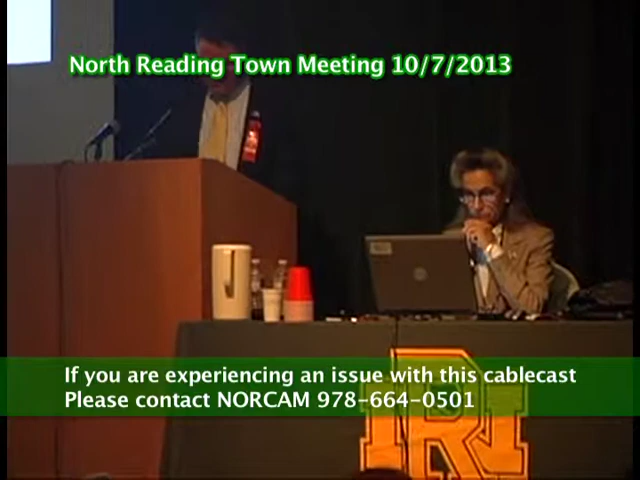 North Reading Town Meeting 10/7/2013
If you are experiencing an issue with this cablecast
Please contact NORCAM 978-664-0501